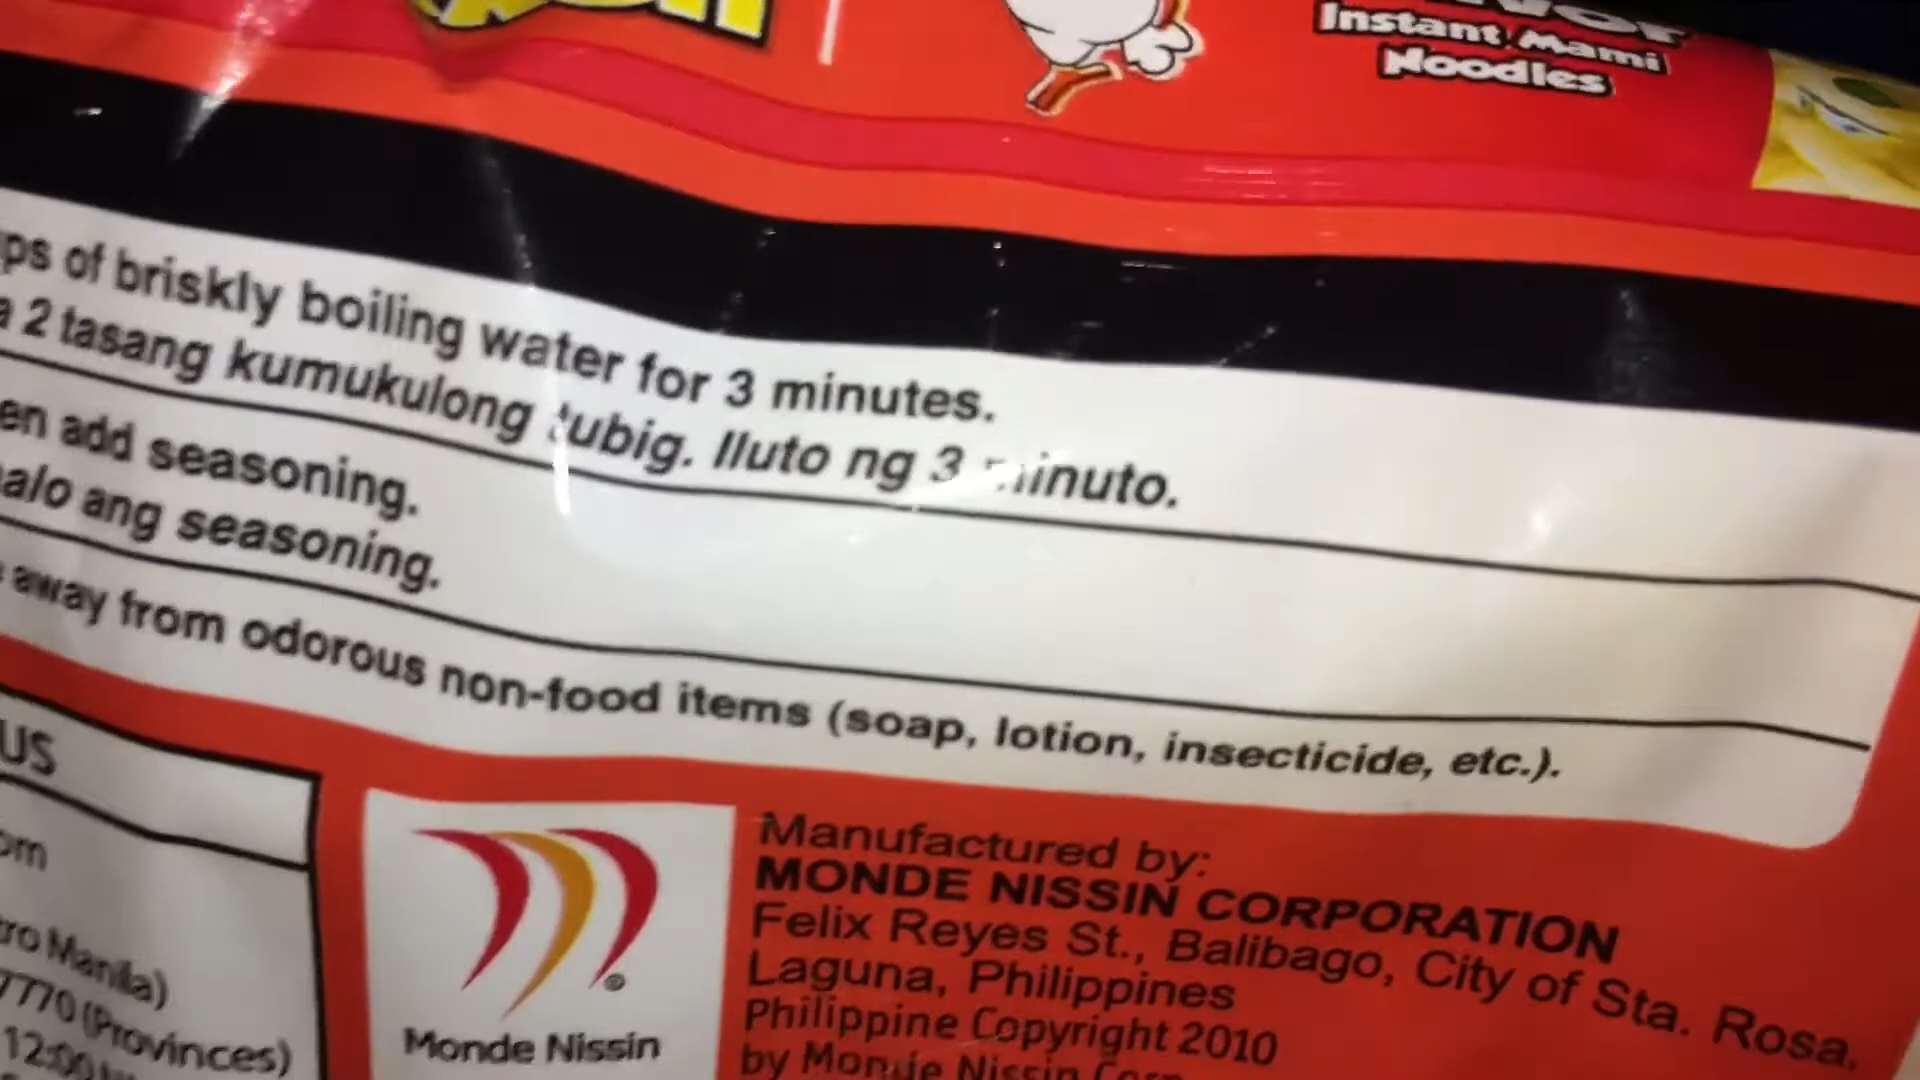 Instant Mami
Noodles
ps of briskly boiling water for 3 minutes.
a 2 tasang kumukulong tubig. Iluto ng 3 minuto.
en add seasoning.
alo ang seasoning.
away from odorous non-food items (soap, lotion, insecticide, etc.).
US
om
ro Manila)
7770 (Provinces)
12:00
Monde Nissin
Manufactured by:
MONDE NISSIN CORPORATION
Felix Reyes St., Balibago, City of Sta. Rosa,
Laguna, Philippines
Philippine Copyright 2010
by Monde Nissin Corp